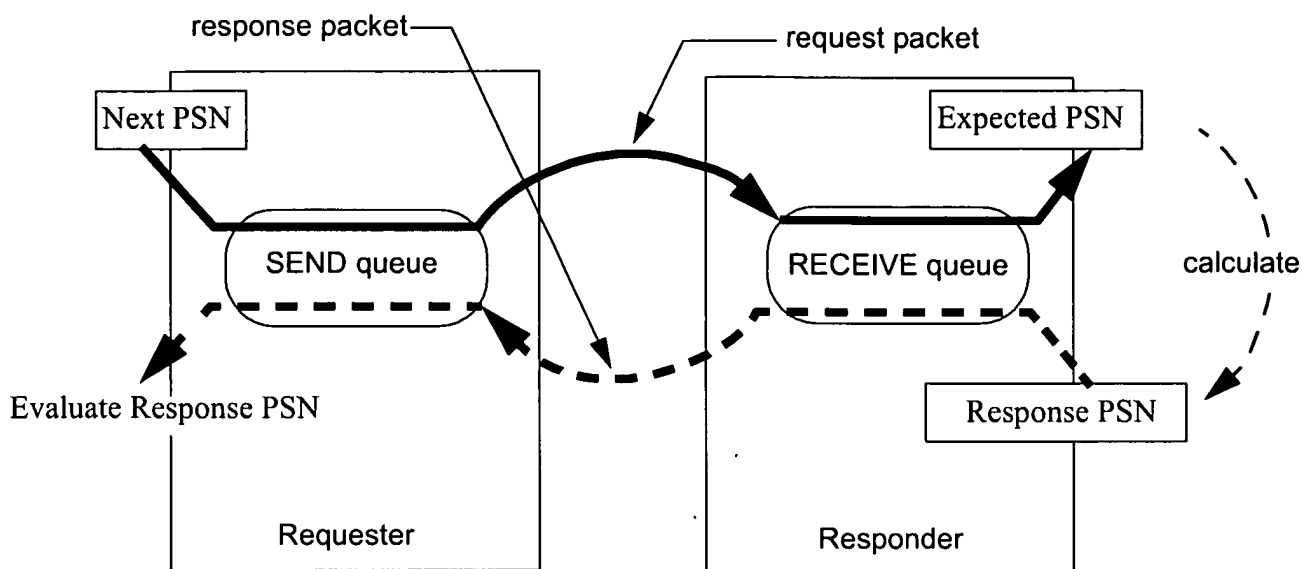 response packet
request packet
Next PSN
Expected PSN
SEND queue
RECEIVE queue
calculate
Evaluate Response PSN
Response PSN
Requester
Responder